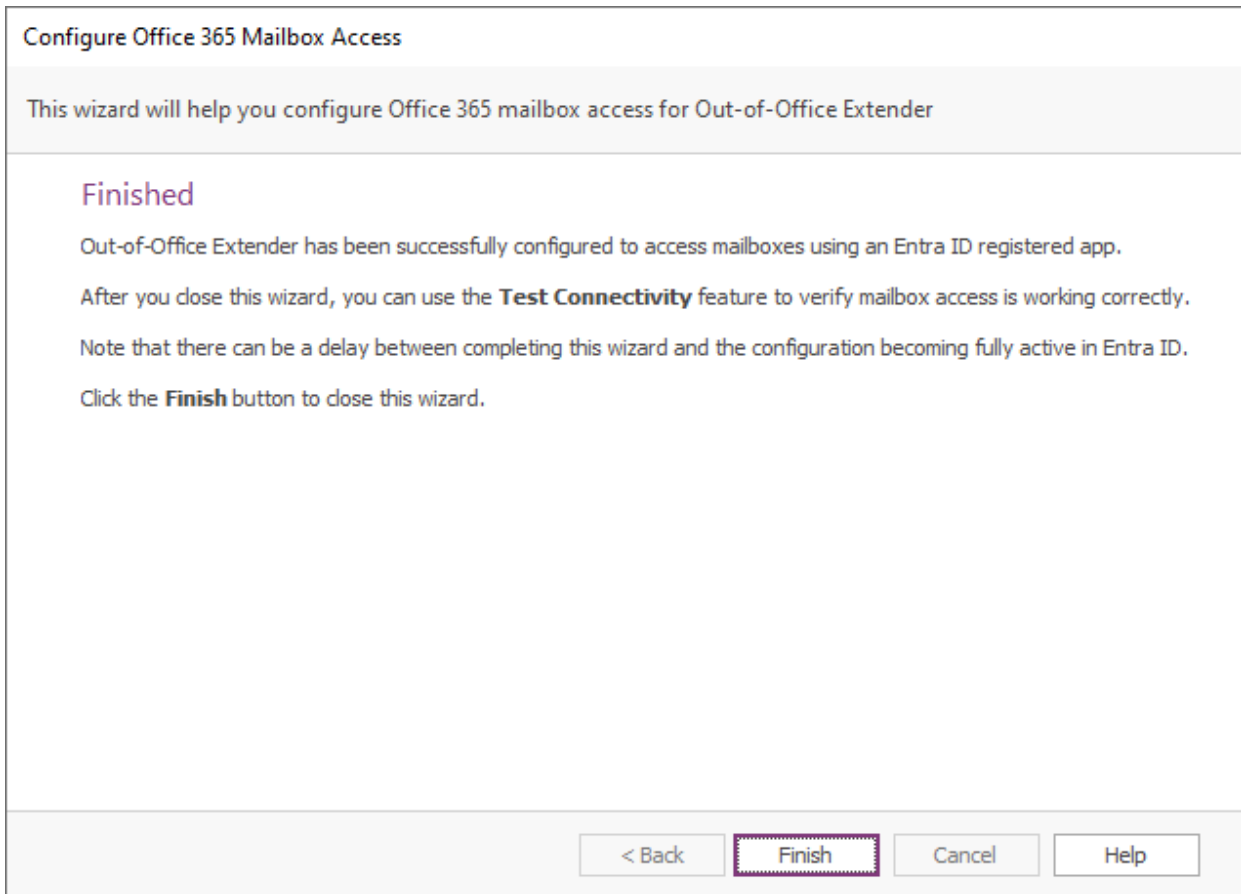 Configure Office 365 Mailbox Access
This wizard will help you configure Office 365 mailbox access for Out-of-Office Extender
Finished
Out-of-Office Extender has been successfully configured to access mailboxes using an Entra ID registered app.
After you close this wizard, you can use the Test Connectivity feature to verify mailbox access is working correctly.
Note that there can be a delay between completing this wizard and the configuration becoming fully active in Entra ID.
Click the Finish button to close this wizard.
< Back Finish Cancel Help